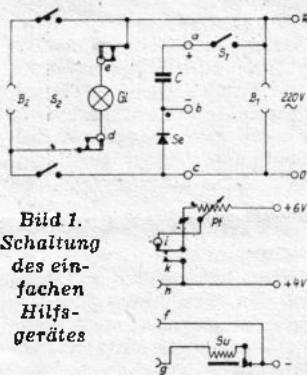 a
S₁
R
e
B₂
S₂
Gl
C
b
B₁
220V
d
Se
c
0
Bild 1.
Schaltung
des ein-
fachen
Hilfs-
gerätes
Pt
+6V
i
k
h
+4V
f
g
Su